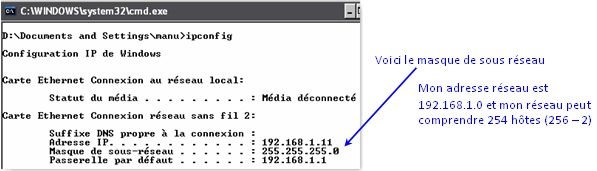 C:\WINDOWS\system32\cmd.exe
D:\Documents and Settings\manu>ipconfig
Configuration IP de Windows
Carte Ethernet Connexion au réseau local:
Statut du média . . . . . . . . . : Média déconnecté
Carte Ethernet Connexion réseau sans fil 2:
Suffixe DNS propre à la connexion :
Adresse IP. . . . . . . . . . . . : 192.168.1.11
Masque de sous-réseau . . . . . . : 255.255.255.0
Passerelle par défaut . . . . . . : 192.168.1.1
Voici le masque de sous réseau
Mon adresse réseau est
192.168.1.0 et mon réseau peut
comprendre 254 hôtes (256 – 2)